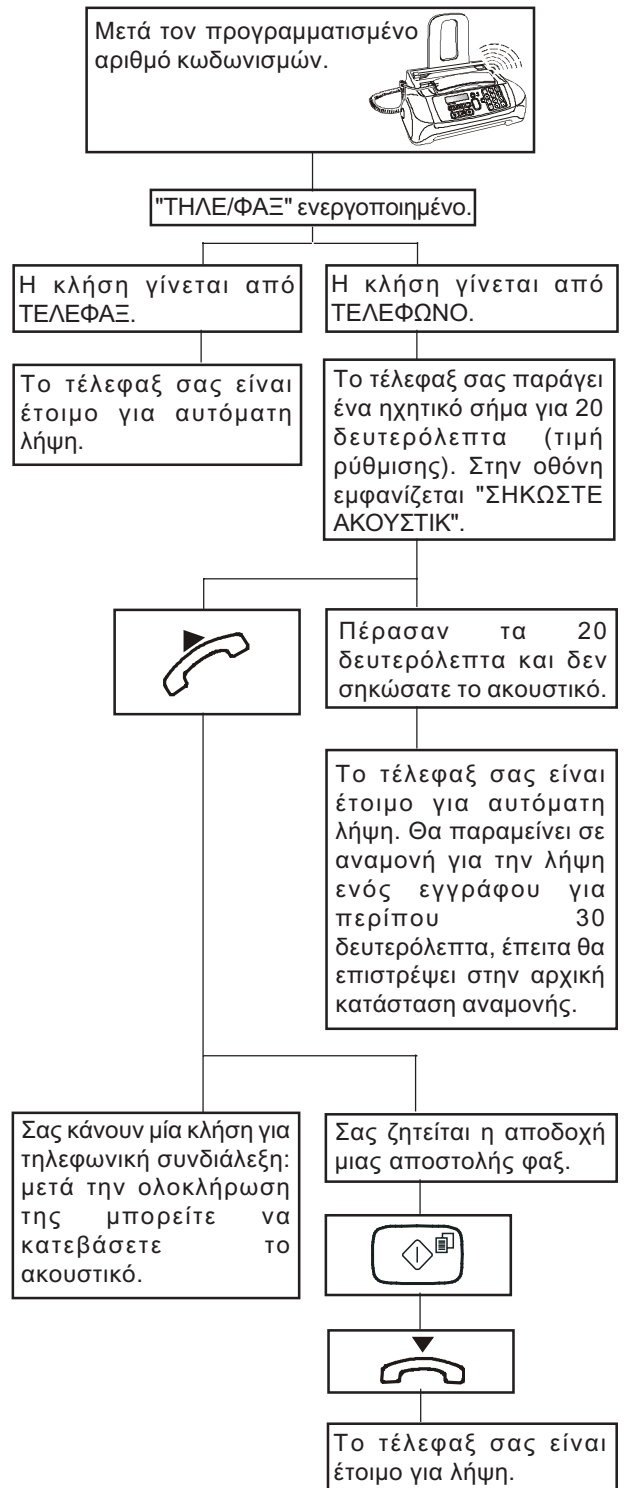 Μετά τον προγραμματισμένο
αριθμό κωδωνισμών.
"ΤΗΛΕ/ΦΑΞ" ενεργοποιημένο.
Η κλήση γίνεται από
ΤΕΛΕΦΑΞ.
Η κλήση γίνεται από
ΤΕΛΕΦΩΝΟ.
Το τέλεφαξ σας είναι
έτοιμο για αυτόματη
λήψη.
Το τέλεφαξ σας παράγει
ένα ηχητικό σήμα για 20
δευτερόλεπτα (τιμή
ρύθμισης). Στην οθόνη
εμφανίζεται "ΣΗΚΩΣΤΕ
ΑΚΟΥΣΤΙΚ".
Πέρασαν τα 20
δευτερόλεπτα και δεν
σηκώσατε το ακουστικό.
Το τέλεφαξ σας είναι
έτοιμο για αυτόματη
λήψη. Θα παραμείνει σε
αναμονή για την λήψη
ενός εγγράφου για
περίπου 30
δευτερόλεπτα, έπειτα θα
επιστρέψει στην αρχική
κατάσταση αναμονής.
Σας κάνουν μία κλήση για
τηλεφωνική συνδιάλεξη:
μετά την ολοκλήρωση
της μπορείτε να
κατεβάσετε το
ακουστικό.
Σας ζητείται η αποδοχή
μιας αποστολής φαξ.
Το τέλεφαξ σας είναι
έτοιμο για λήψη.